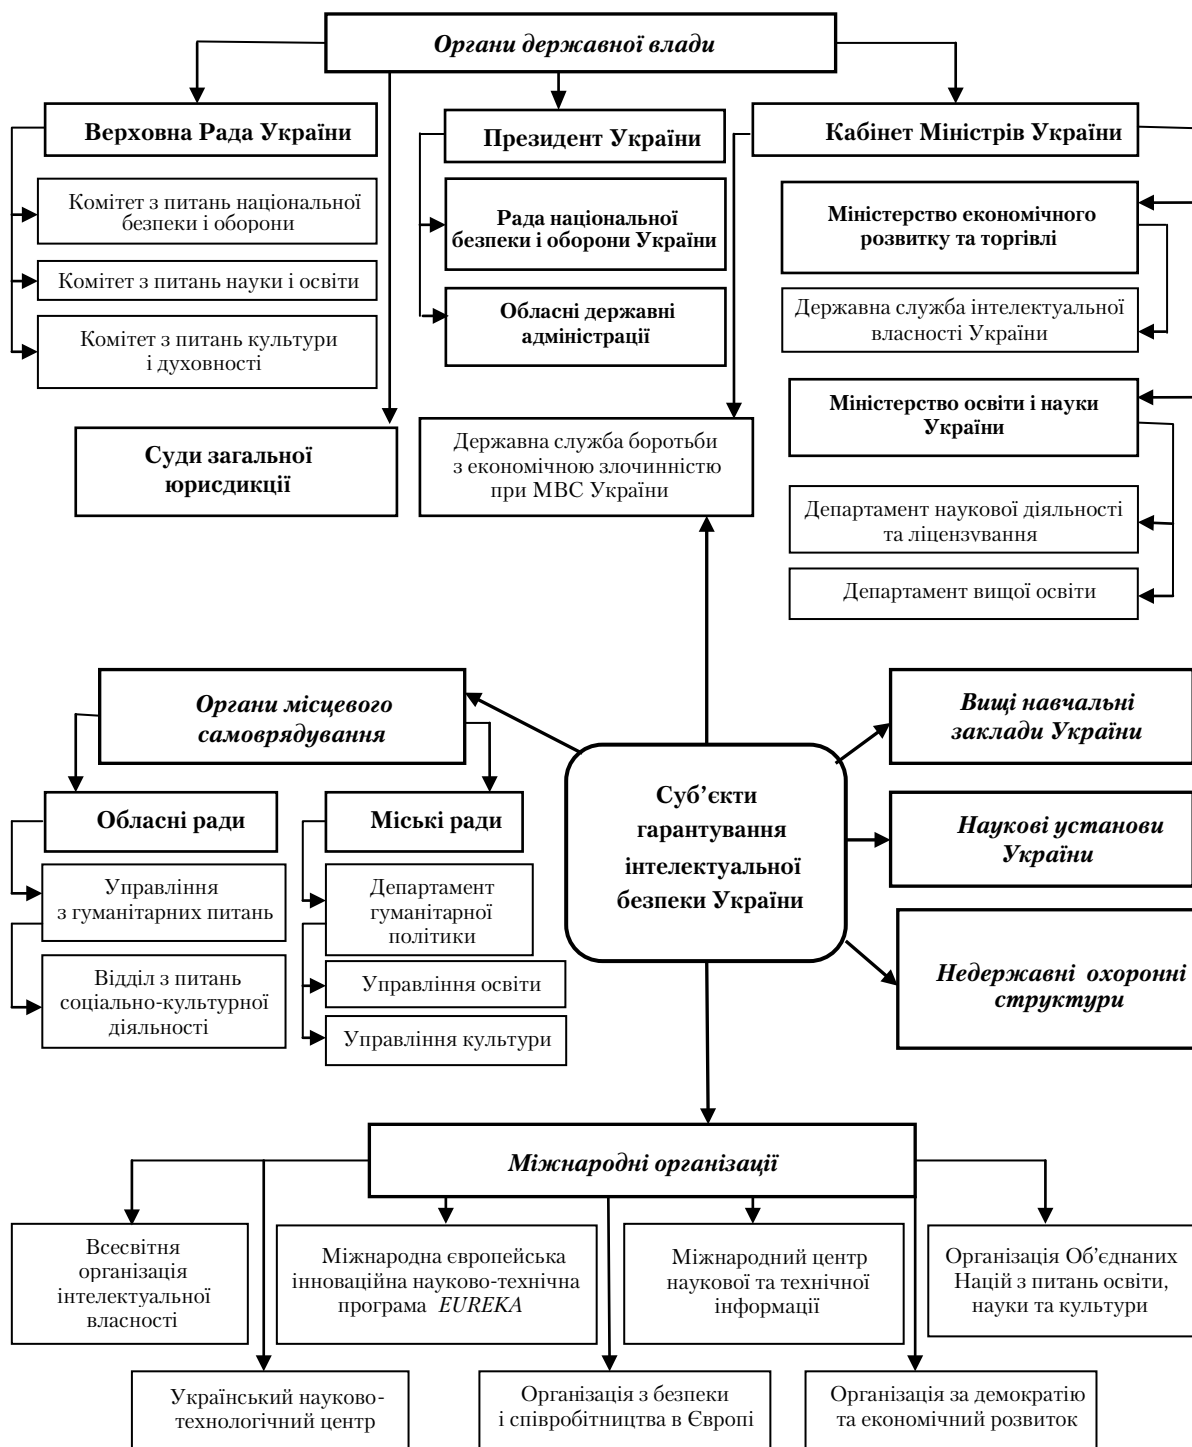 Органи державної влади
Верховна Рада України
Президент України
Кабінет Міністрів України
Комітет з питань національної
безпеки і оборони
Комітет з питань науки і освіти
Комітет з питань культури
і духовності
Рада національної
безпеки і оборони України
Обласні державні
адміністрації
Міністерство економічного
розвитку та торгівлі
Державна служба інтелектуальної
власності України
Міністерство освіти і науки
України
Суди загальної
юрисдикції
Державна служба боротьби
з економічною злочинністю
при МВС України
Департамент наукової діяльності
та ліцензування
Департамент вищої освіти
Органи місцевого
самоврядування
Вищі навчальні
заклади України
Суб’єкти
гарантування
інтелектуальної
безпеки України
Обласні ради
Міські ради
Наукові установи
України
Управління
з гуманітарних питань
Департамент
гуманітарної
політики
Відділ з питань
соціально-культурної
діяльності
Управління освіти
Управління культури
Недержавні охоронні
структури
Міжнародні організації
Всесвітня
організація
інтелектуальної
власності
Міжнародна європейська
інноваційна науково-технічна
програма EUREKA
Міжнародний центр
наукової та технічної
інформації
Організація Об’єднаних
Націй з питань освіти,
науки та культури
Український науково-
технологічний центр
Організація з безпеки
і співробітництва в Європі
Організація за демократію
та економічний розвиток